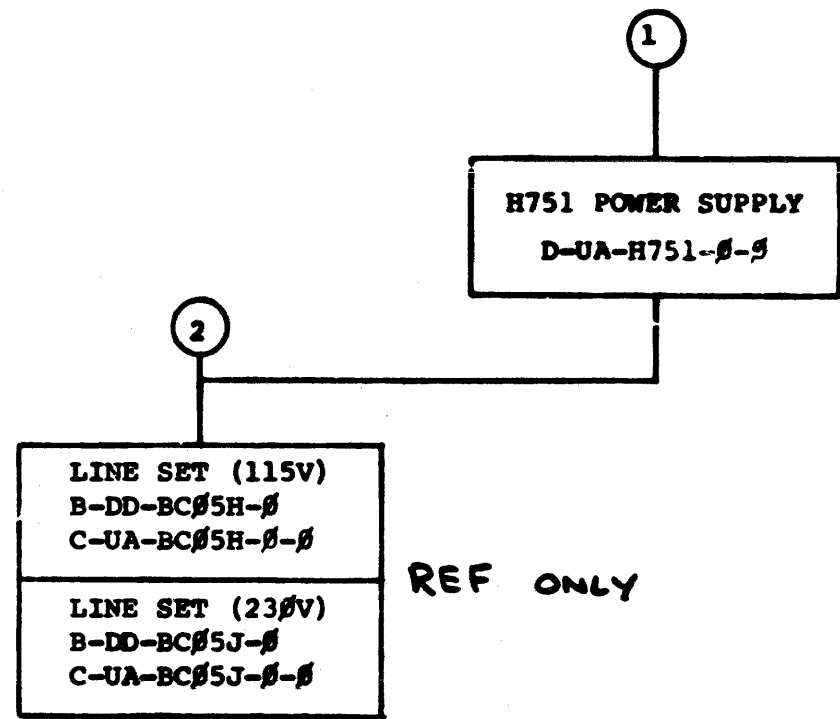 1
H751 POWER SUPPLY
D-UA-H751-Ø-9
2
LINE SET (115V)
B-DD-BCØ5H-Ø
C-UA-BCØ5H-Ø-Ø
REF ONLY
LINE SET (23ØV)
B-DD-BCØ5J-Ø
C-UA-BCØ5J-Ø-Ø